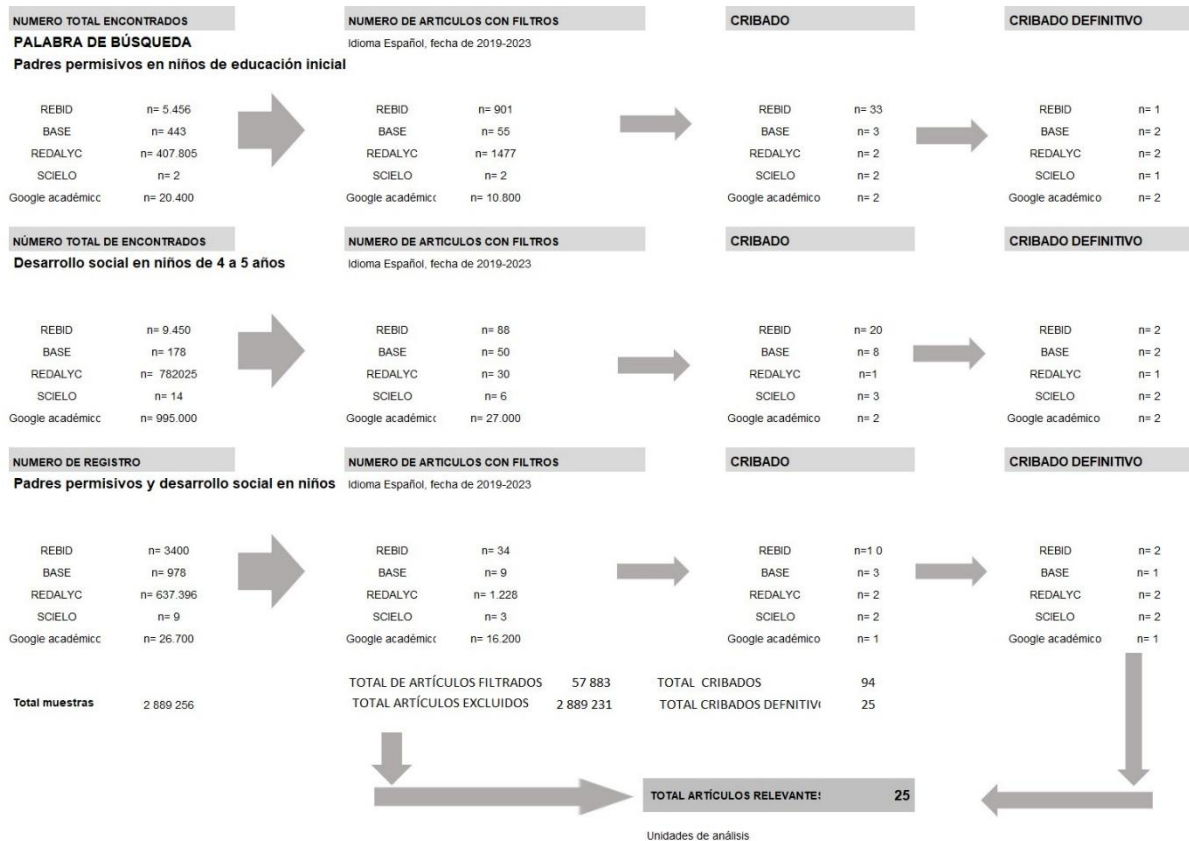 NUMERO TOTAL ENCONTRADOS NUMERO DE ARTICULOS CON FILTROS CRIBADO CRIBADO DEFINITIVO
PALABRA DE BÚSQUEDA Idioma Español, fecha de 2019-2023
Padres permisivos en niños de educación inicial
REBID n= 5.456 REBID n= 901 REBID n= 33 REBID n= 1
BASE n= 443 BASE n= 55 BASE n= 3 BASE n= 2
REDALYC n= 407.805 REDALYC n= 1477 REDALYC n= 2 REDALYC n= 2
SCIELO n= 2 SCIELO n= 2 SCIELO n= 2 SCIELO n= 1
Google académicc n= 20.400 Google académicc n= 10.800 Google académico n= 2 Google académico n= 2
NÚMERO TOTAL DE ENCONTRADOS NUMERO DE ARTICULOS CON FILTROS CRIBADO CRIBADO DEFINITIVO
Desarrollo social en niños de 4 a 5 años Idioma Español, fecha de 2019-2023
REBID n= 9.450 REBID n= 88 REBID n= 20 REBID n= 2
BASE n= 178 BASE n= 50 BASE n= 8 BASE n= 2
REDALYC n= 782025 REDALYC n= 30 REDALYC n=1 REDALYC n= 1
SCIELO n= 14 SCIELO n= 6 SCIELO n= 3 SCIELO n= 2
Google académicc n= 995.000 Google académicc n= 27.000 Google académico n= 2 Google académico n= 2
NUMERO DE REGISTRO NUMERO DE ARTICULOS CON FILTROS CRIBADO CRIBADO DEFINITIVO
Padres permisivos y desarrollo social en niños Idioma Español, fecha de 2019-2023
REBID n= 3400 REBID n= 34 REBID n=1 0 REBID n= 2
BASE n= 978 BASE n= 9 BASE n= 3 BASE n= 1
REDALYC n= 637.396 REDALYC n= 1.228 REDALYC n= 2 REDALYC n= 2
SCIELO n= 9 SCIELO n= 3 SCIELO n= 2 SCIELO n= 2
Google académicc n= 26.700 Google académicc n= 16.200 Google académico n= 1 Google académico n= 1
TOTAL DE ARTÍCULOS FILTRADOS 57 883 TOTAL CRIBADOS 94
Total muestras 2 889 256 TOTAL ARTÍCULOS EXCLUIDOS 2 889 231 TOTAL CRIBADOS DEFNITIV 25
TOTAL ARTÍCULOS RELEVANTE: 25
Unidades de análisis